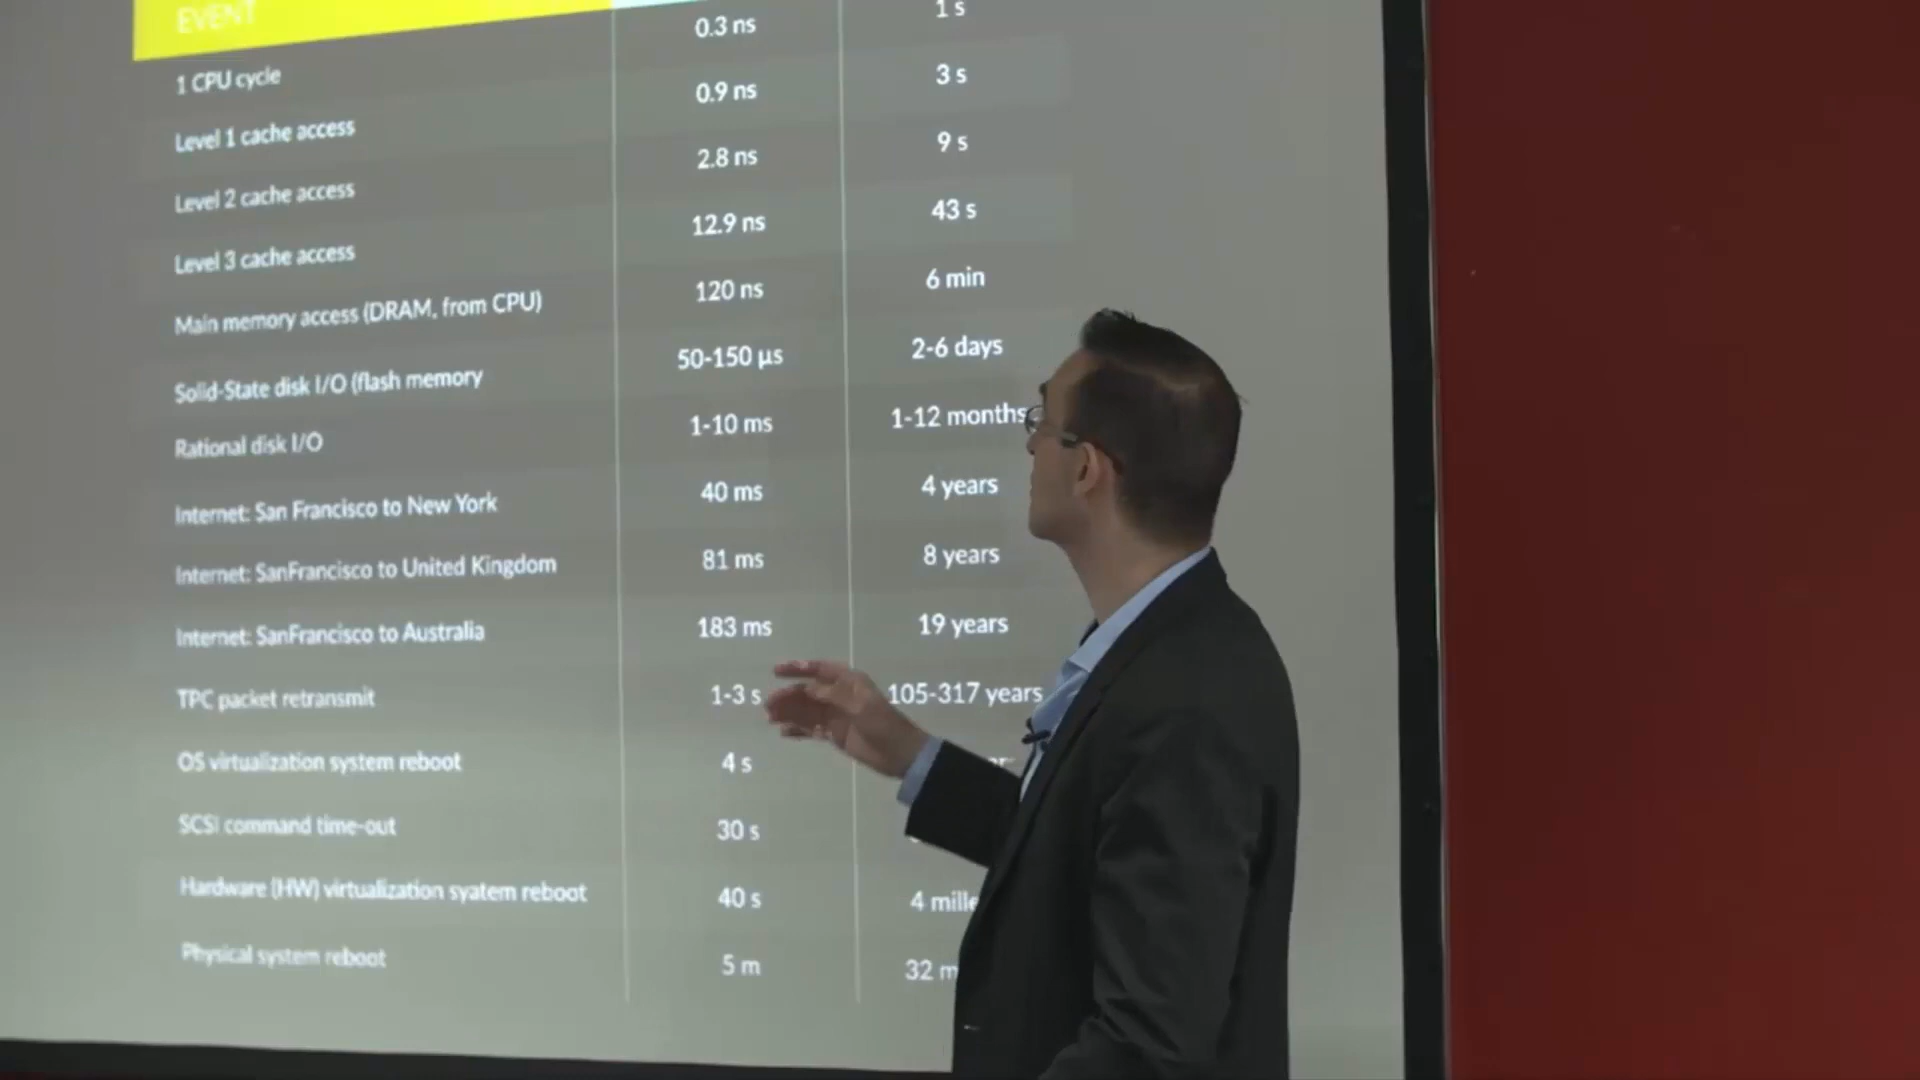 EVENT
1 CPU cycle 0.3 ns 1 s
Level 1 cache access 0.9 ns 3 s
Level 2 cache access 2.8 ns 9 s
Level 3 cache access 12.9 ns 43 s
Main memory access (DRAM, from CPU) 120 ns 6 min
Solid-State disk I/O (flash memory 50-150 µs 2-6 days
Rational disk I/O 1-10 ms 1-12 months
Internet: San Francisco to New York 40 ms 4 years
Internet: SanFrancisco to United Kingdom 81 ms 8 years
Internet: SanFrancisco to Australia 183 ms 19 years
TPC packet retransmit 1-3 s 105-317 years
OS virtualization system reboot 4 s
SCSI command time-out 30 s
Hardware (HW) virtualization syatem reboot 40 s 4 mille
Physical system reboot 5 m 32 m